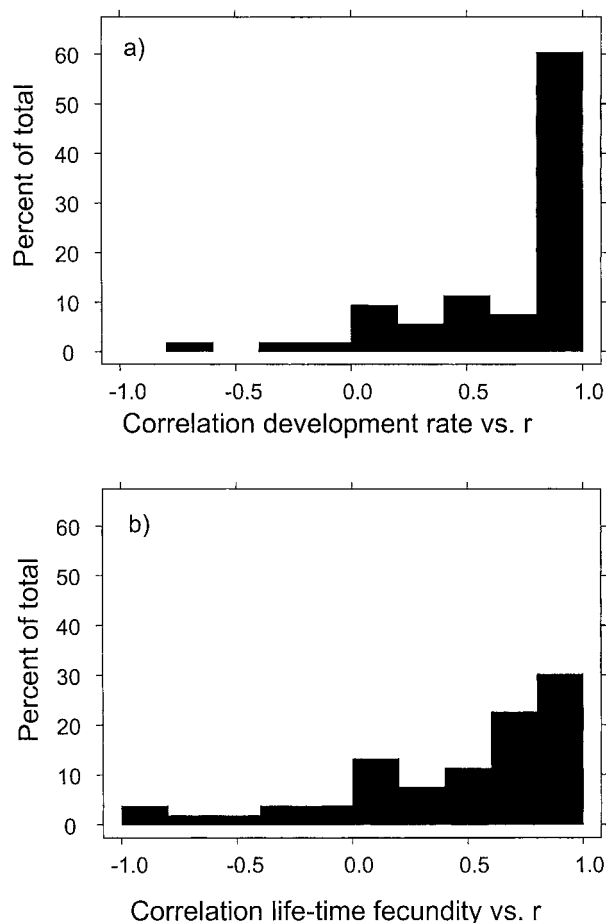 a)
Percent of total
60
50
40
30
20
10
0
-1.0 -0.5 0.0 0.5 1.0
Correlation development rate vs. r
b)
Percent of total
60
50
40
30
20
10
0
-1.0 -0.5 0.0 0.5 1.0
Correlation life-time fecundity vs. r